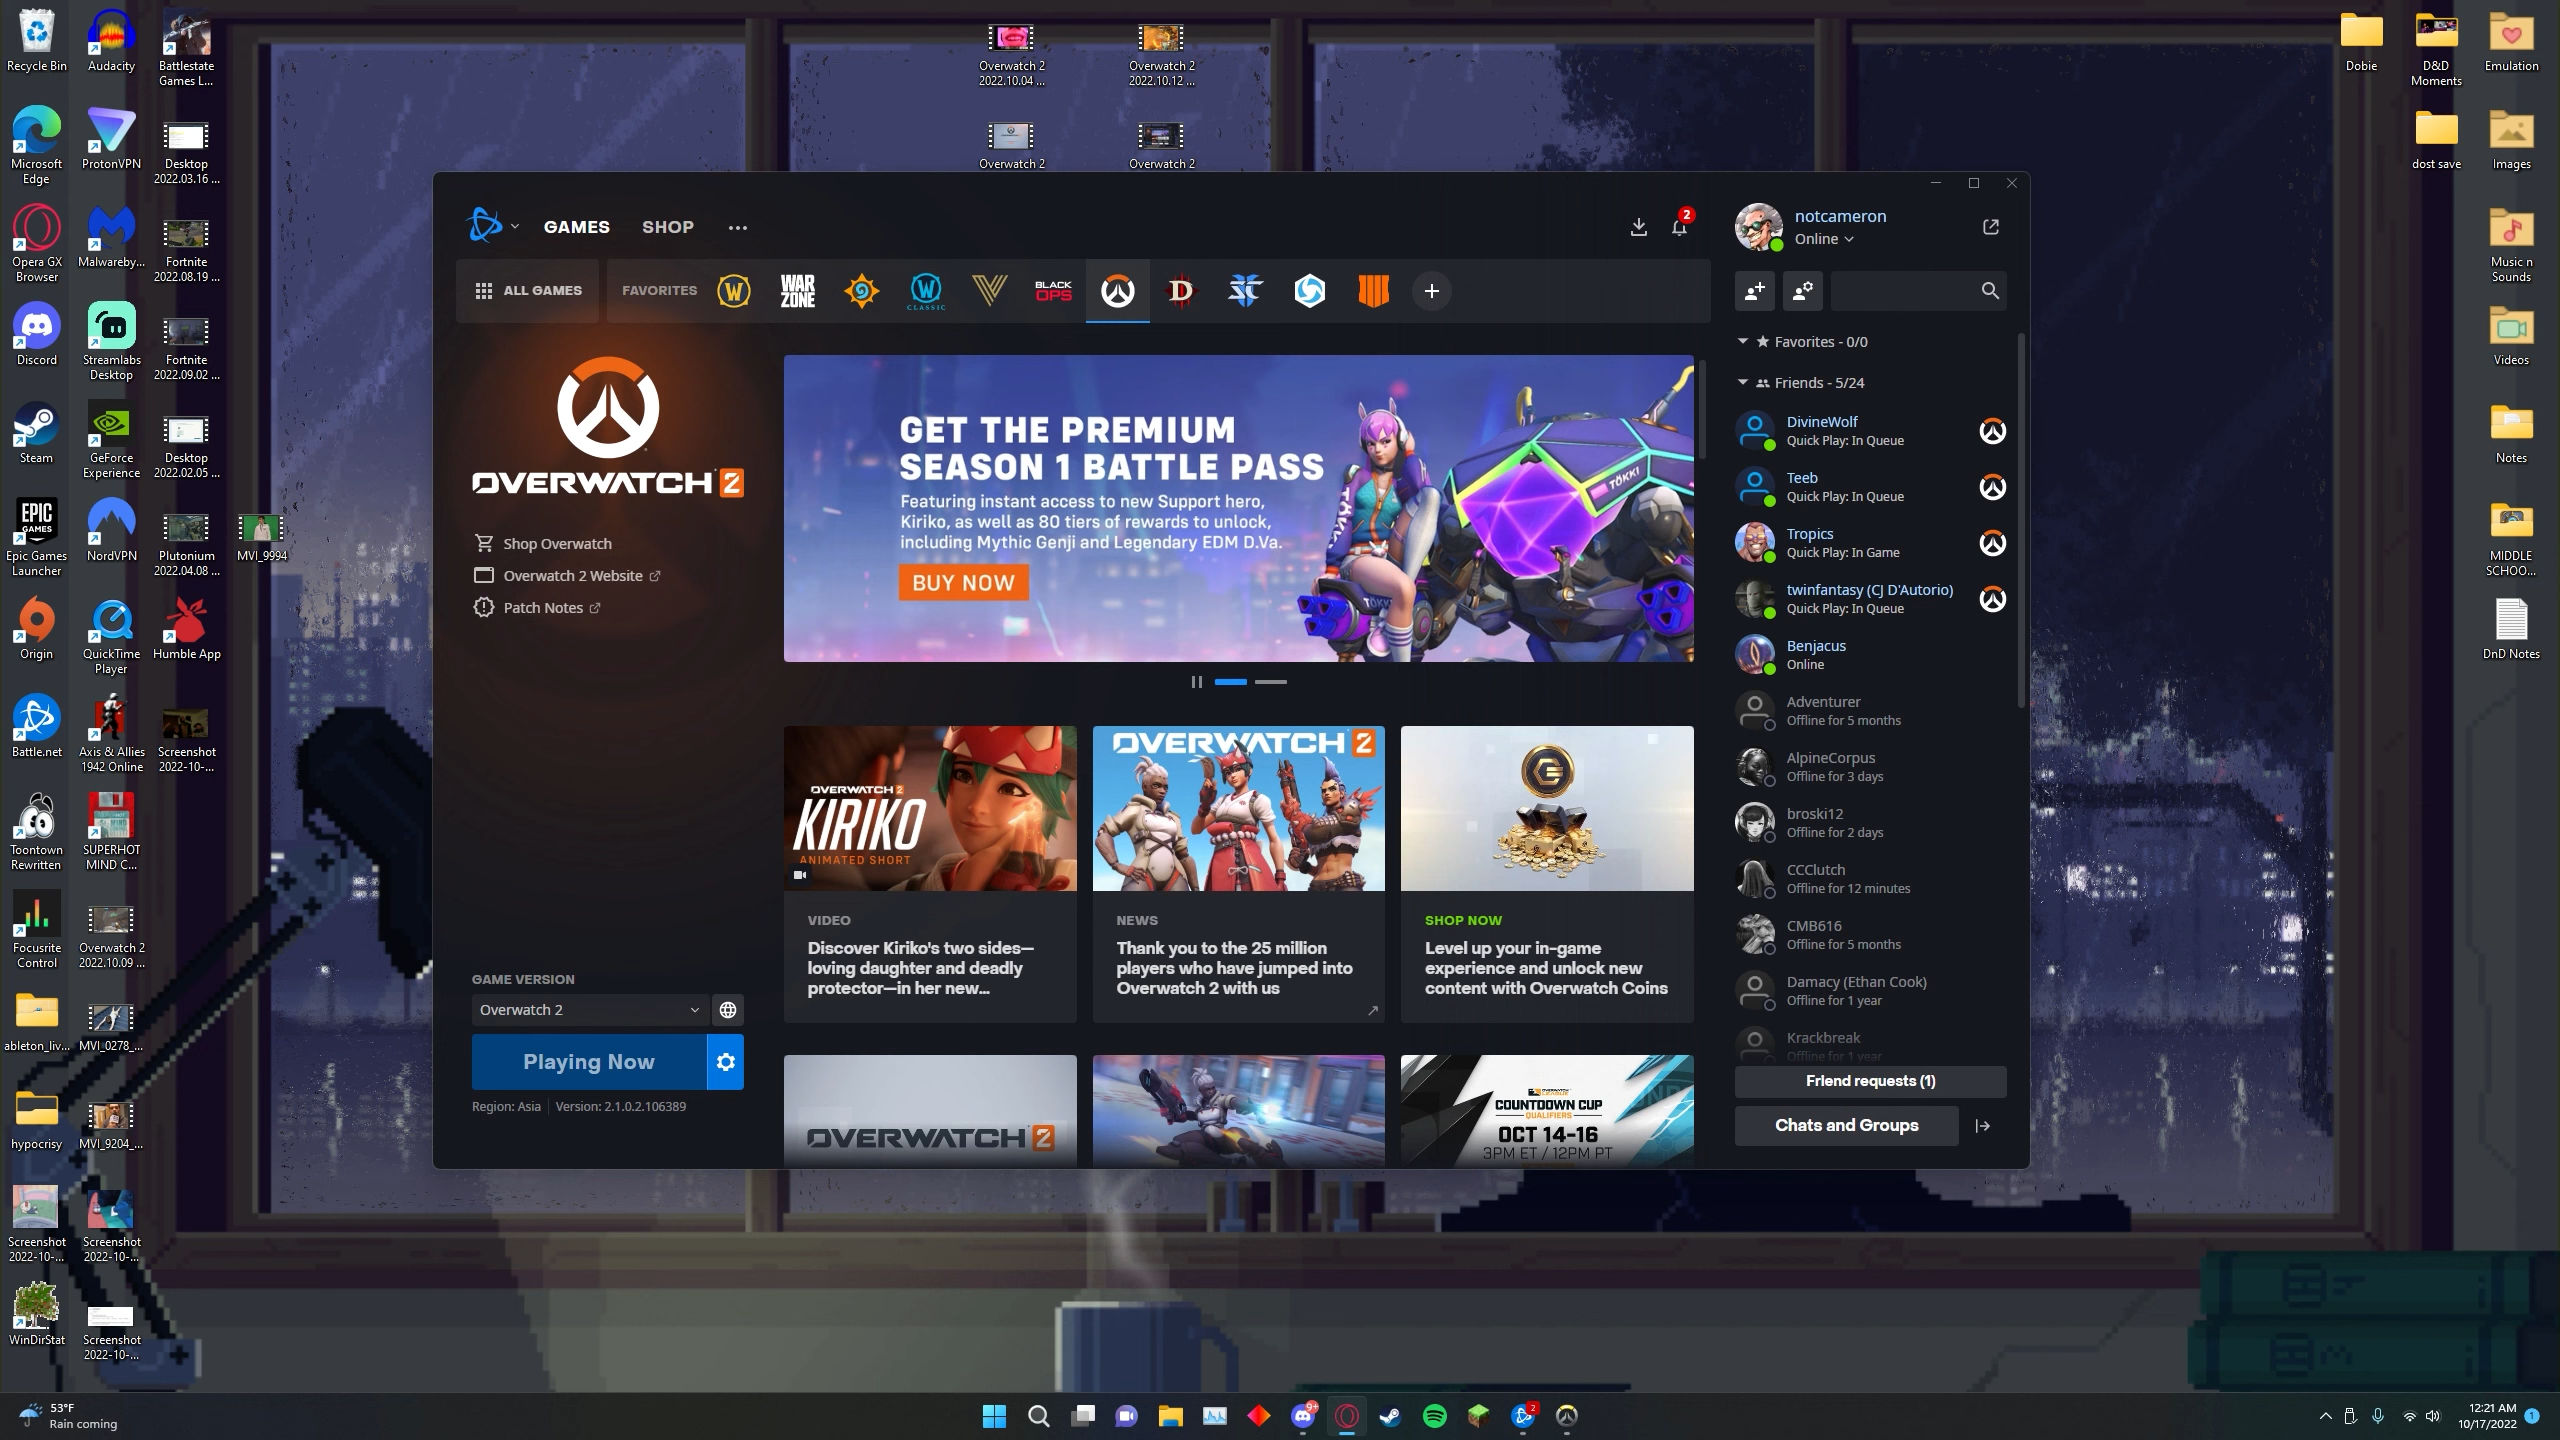 Recycle Bin
Audacity
Battlestate
Games L...
Microsoft
Edge
ProtonVPN
Desktop
2022.03.16 ...
Opera GX
Browser
Malwareby...
Fortnite
2022.08.19 ...
Discord
Streamlabs
Desktop
Fortnite
2022.09.02 ...
Steam
GeForce
Experience
Desktop
2022.02.05 ...
EPIC
GAMES
Epic Games
Launcher
NordVPN
Plutonium
2022.04.08 ...
MVI_9994
Origin
QuickTime
Player
Humble App
Battle.net
Axis & Allies
1942 Online
Screenshot
2022-10-...
Toontown
Rewritten
SUPERHOT
MIND C...
Focusrite
Control
Overwatch 2
2022.10.09 ...
ableton_liv...
MVI_0278_...
hypocrisy
MVI_9204_...
Screenshot
2022-10-...
Screenshot
2022-10-...
WinDirStat
Screenshot
2022-10-...
Overwatch 2
2022.10.04 ...
Overwatch 2
2022.10.12 ...
Overwatch 2
Overwatch 2
Dobie
D&D
Moments
Emulation
dost save
Images
Music n
Sounds
Videos
Notes
MIDDLE
SCHOO...
DnD Notes
GAMES
SHOP
2
ALL GAMES
FAVORITES
WAR
ZONE
CLASSIC
BLACK
OPS
OVERWATCH 2
Shop Overwatch
Overwatch 2 Website
Patch Notes
GAME VERSION
Overwatch 2
Playing Now
Region: Asia
Version: 2.1.0.2.106389
GET THE PREMIUM
SEASON 1 BATTLE PASS
Featuring instant access to new Support hero,
Kiriko, as well as 80 tiers of rewards to unlock,
including Mythic Genji and Legendary EDM D.Va.
BUY NOW
TOKKI
OVERWATCH 2
KIRIKO
ANIMATED SHORT
VIDEO
Discover Kiriko's two sides—
loving daughter and deadly
protector—in her new...
OVERWATCH 2
NEWS
Thank you to the 25 million
players who have jumped into
Overwatch 2 with us
SHOP NOW
Level up your in-game
experience and unlock new
content with Overwatch Coins
OVERWATCH 2
COUNTDOWN CUP
QUALIFIERS
OCT 14-16
3PM ET / 12PM PT
notcameron
Online
Favorites - 0/0
Friends - 5/24
DivineWolf
Quick Play: In Queue
Teeb
Quick Play: In Queue
Tropics
Quick Play: In Game
twinfantasy (CJ D'Autorio)
Quick Play: In Queue
Benjacus
Online
Adventurer
Offline for 5 months
AlpineCorpus
Offline for 3 days
broski12
Offline for 2 days
CCClutch
Offline for 12 minutes
CMB616
Offline for 5 months
Damacy (Ethan Cook)
Offline for 1 year
Krackbreak
Offline for 1 year
Friend requests (1)
Chats and Groups
53°F
Rain coming
9+
2
12:21 AM
10/17/2022
1